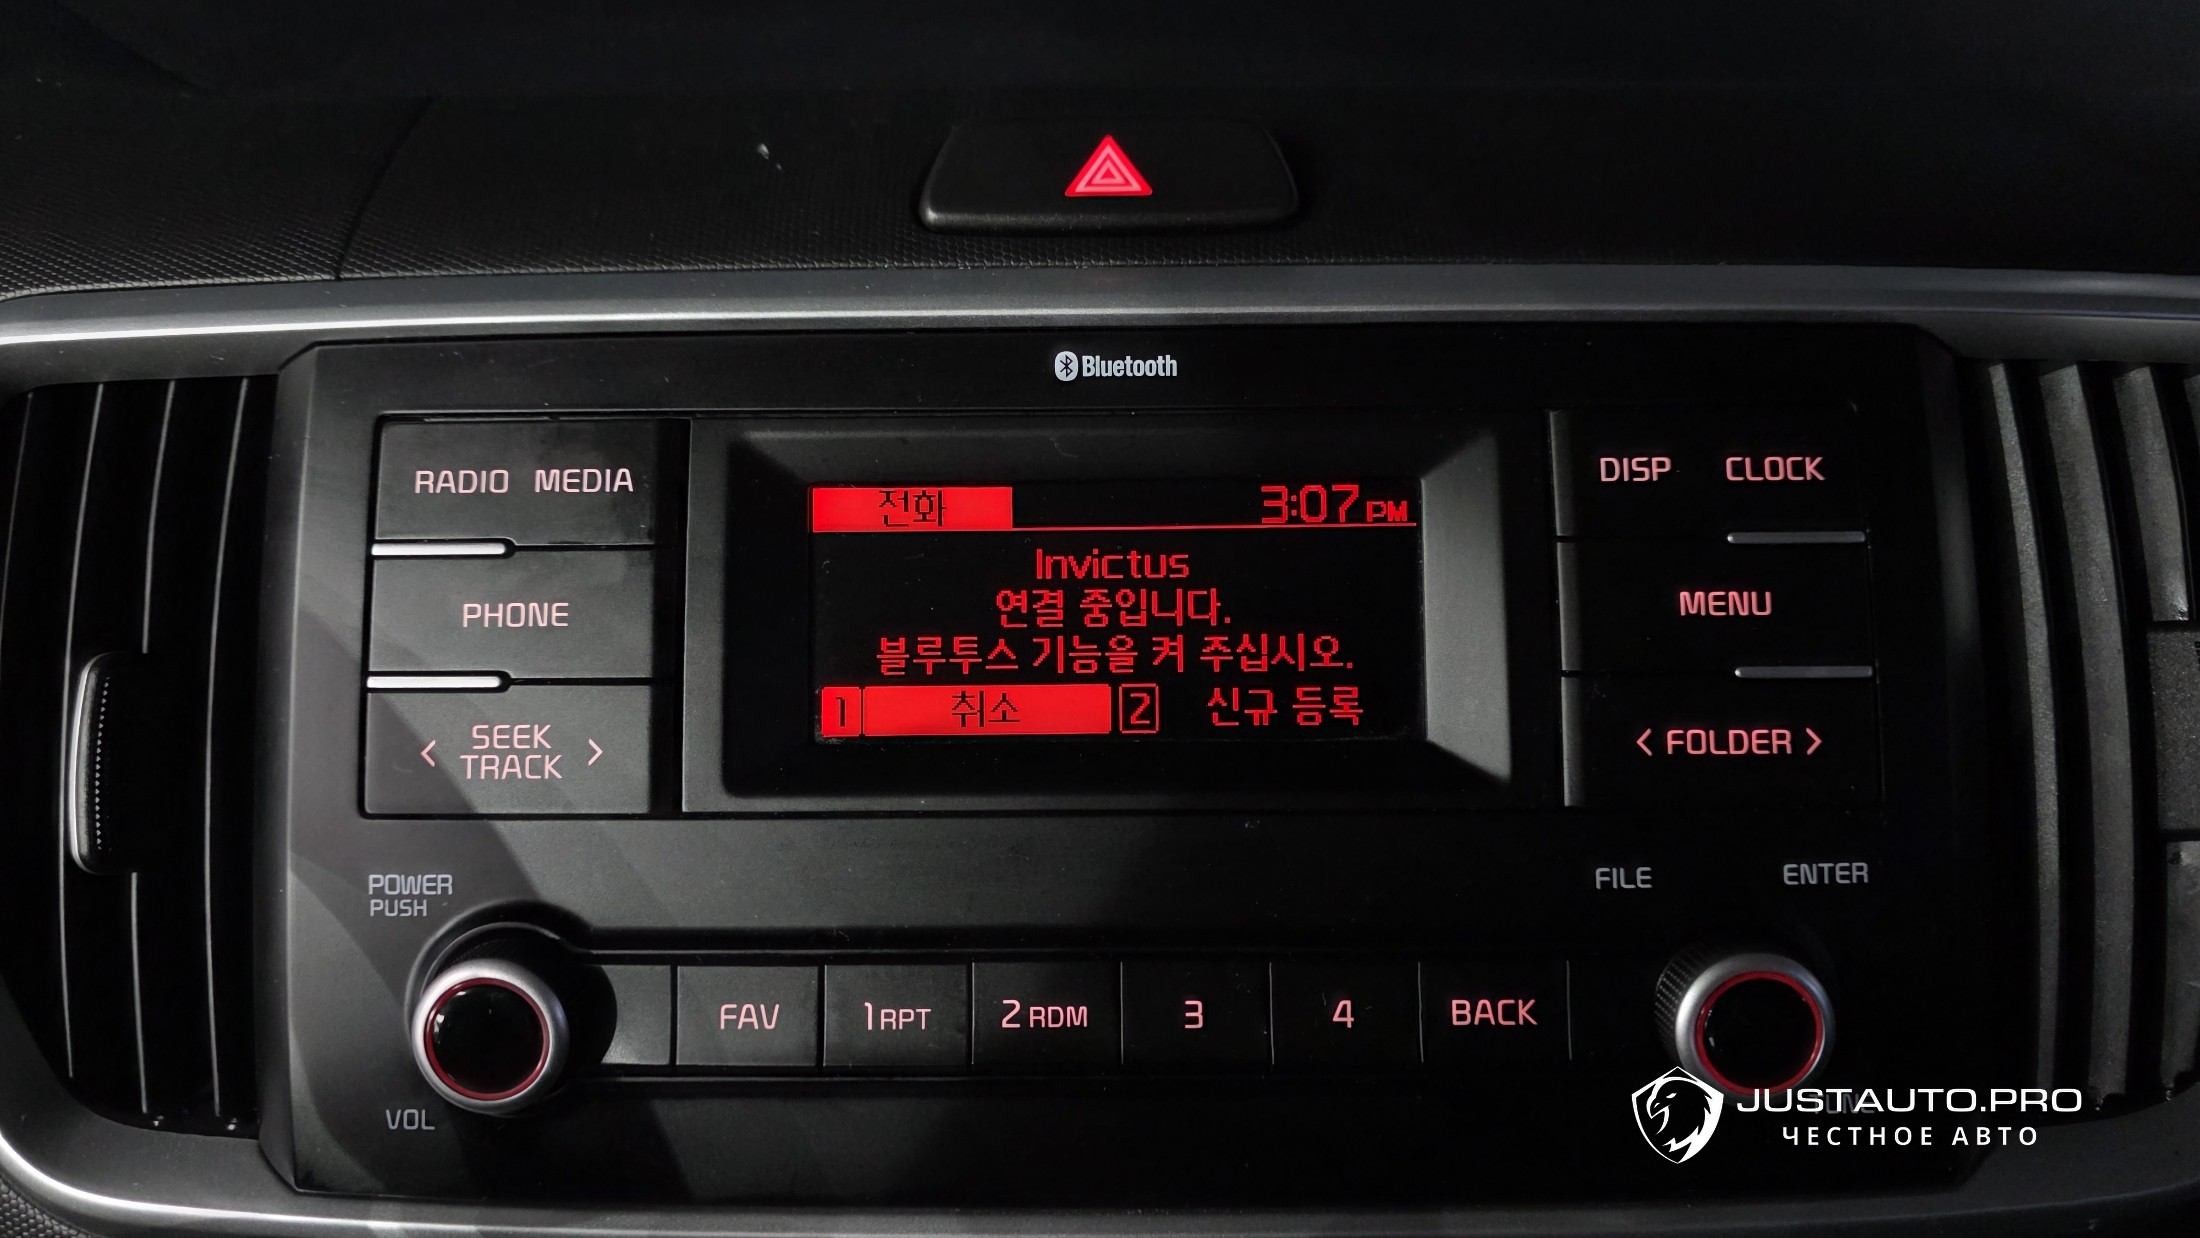 Bluetooth
RADIO MEDIA
PHONE
< SEEK TRACK >
전화 3:07 PM
Invictus
연결 중입니다.
블루투스 기능을 켜 주십시오.
1 취소 2 신규 등록
DISP CLOCK
MENU
< FOLDER >
POWER
PUSH
VOL
FAV 1 RPT 2 RDM 3 4 BACK
FILE ENTER
TUNE
JUSTAUTO.PRO
ЧЕСТНОЕ АВТО